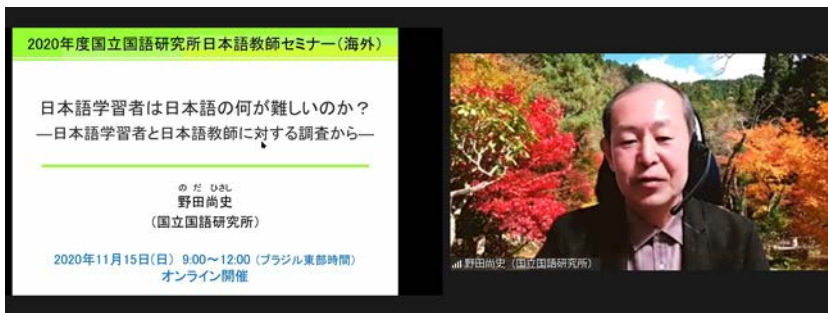 2020年度国立国語研究所日本語教師セミナー(海外)
日本語学習者は日本語の何が難しいのか?
―日本語学習者と日本語教師に対する調査から―
のだ ひさし
野田尚史
(国立国語研究所)
2020年11月15日(日) 9:00~12:00 (ブラジル東部時間)
オンライン開催
野田尚史(国立国語研究所)